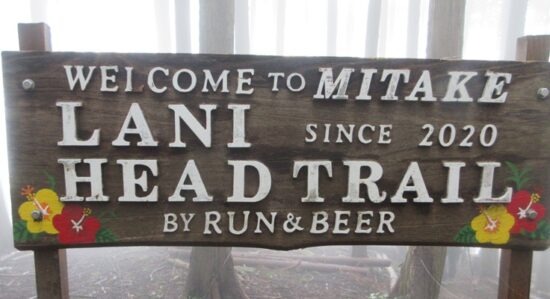 WELCOME TO MITAKE
LANI SINCE 2020
HEAD TRAIL
BY RUN & BEER